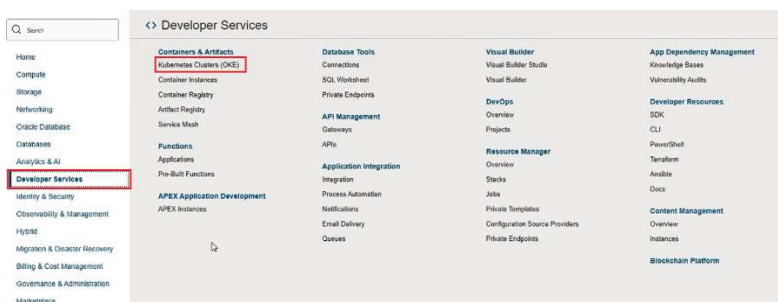 Search
Home
Compute
Storage
Networking
Oracle Database
Databases
Analytics & AI
Developer Services
Identity & Security
Observability & Management
Hybrid
Migration & Disaster Recovery
Billing & Cost Management
Governance & Administration
Marketplace
<> Developer Services
Containers & Artifacts
Kubernetes Clusters (OKE)
Container Instances
Container Registry
Artifact Registry
Service Mesh
Functions
Applications
Pre-Built Functions
APEX Application Development
APEX Instances
Database Tools
Connections
SQL Worksheet
Private Endpoints
API Management
Gateways
APIs
Application Integration
Integration
Process Automation
Notifications
Email Delivery
Queues
Visual Builder
Visual Builder Studio
Visual Builder
DevOps
Overview
Projects
Resource Manager
Overview
Stacks
Jobs
Private Templates
Configuration Source Providers
Private Endpoints
App Dependency Management
Knowledge Bases
Vulnerability Audits
Developer Resources
SDK
CLI
PowerShell
Terraform
Ansible
Docs
Content Management
Overview
Instances
Blockchain Platform